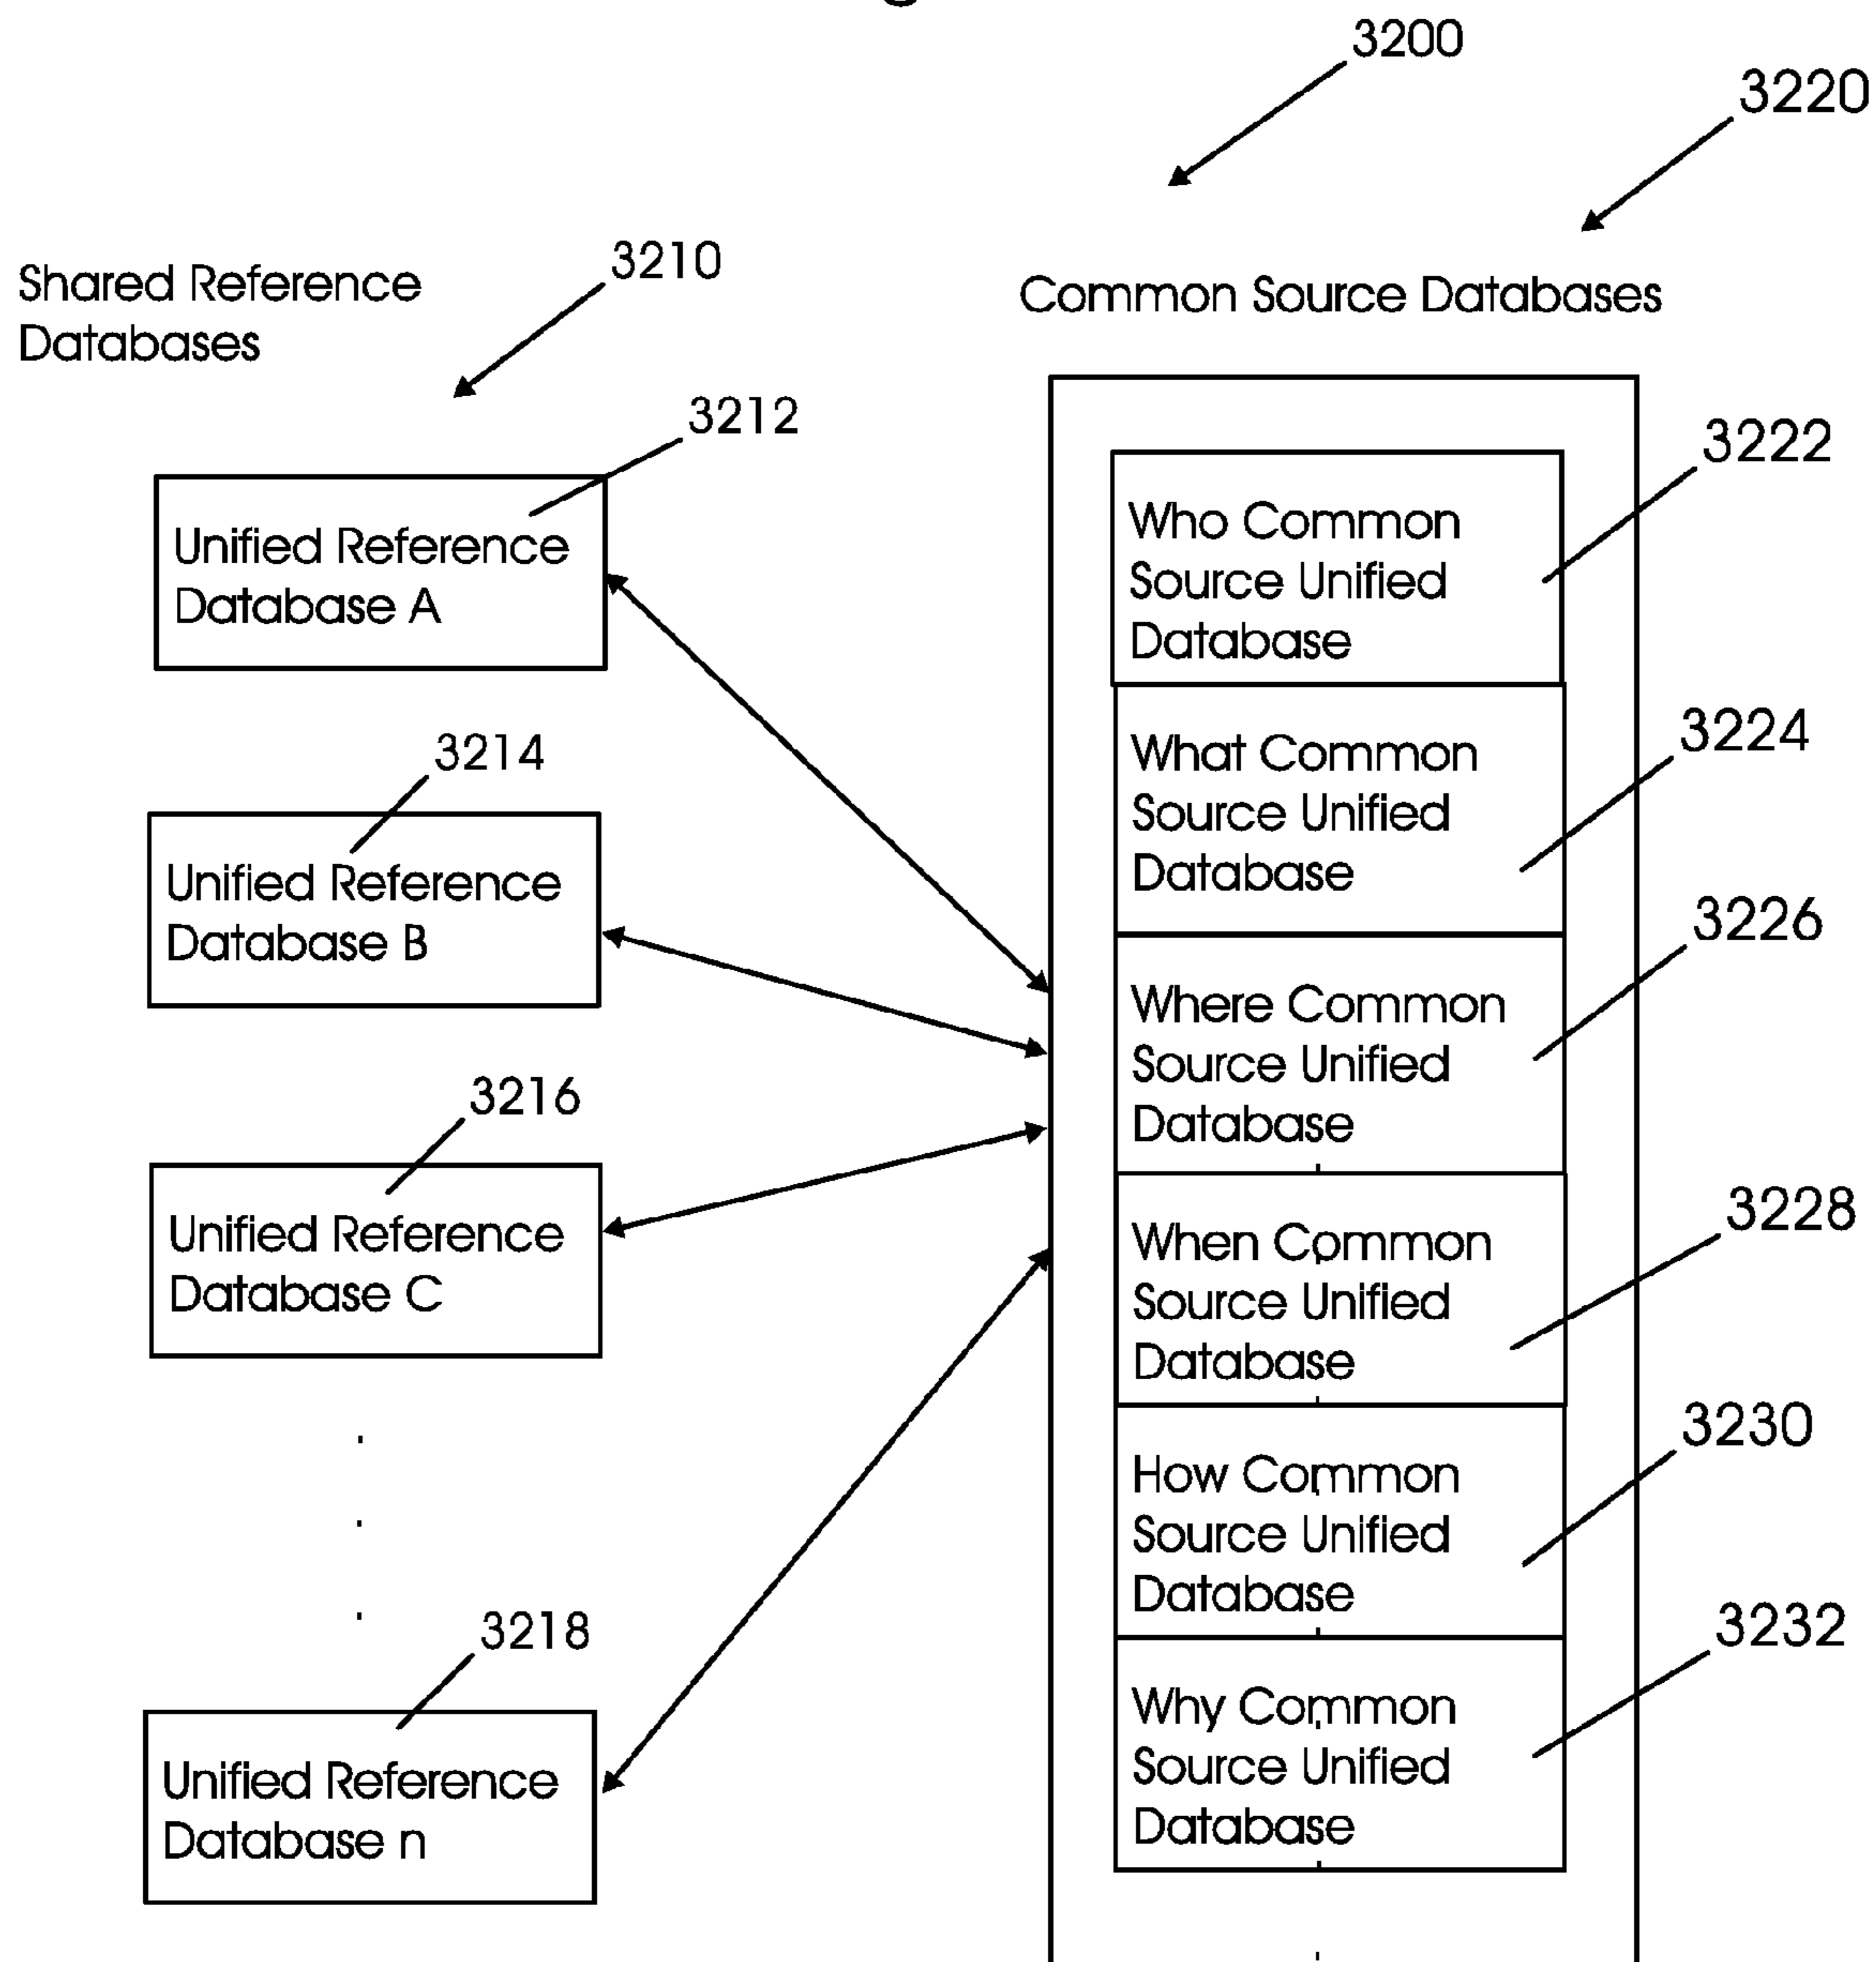 3200
3220
Shared Reference
Databases
3210
Common Source Databases
3212
Unified Reference
Database A
3214
Unified Reference
Database B
3216
Unified Reference
Database C
.
.
.
3218
Unified Reference
Database n
3222
Who Common
Source Unified
Database
3224
What Common
Source Unified
Database
3226
Where Common
Source Unified
Database
3228
When Common
Source Unified
Database
3230
How Common
Source Unified
Database
3232
Why Common
Source Unified
Database